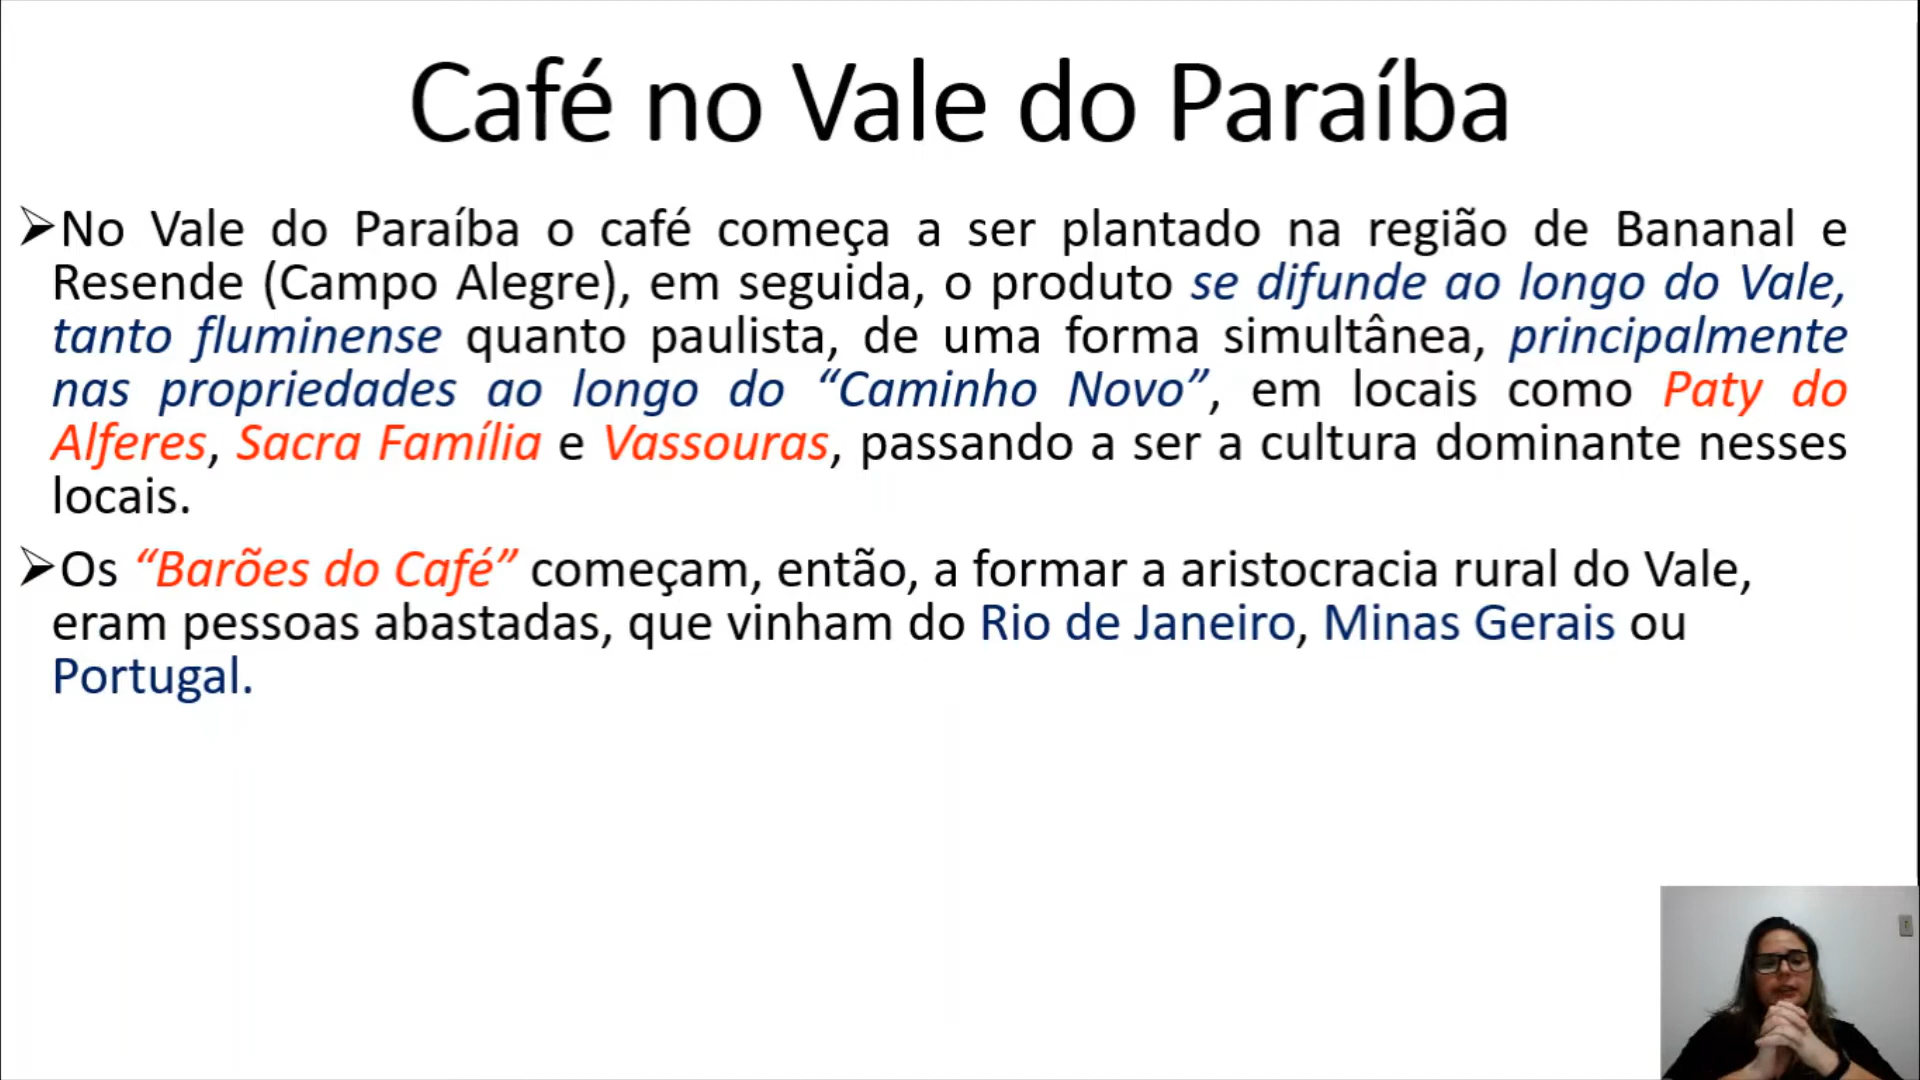 Café no Vale do Paraíba
➢No Vale do Paraíba o café começa a ser plantado na região de Bananal e
Resende (Campo Alegre), em seguida, o produto se difunde ao longo do Vale,
tanto fluminense quanto paulista, de uma forma simultânea, principalmente
nas propriedades ao longo do “Caminho Novo”, em locais como Paty do
Alferes, Sacra Família e Vassouras, passando a ser a cultura dominante nesses
locais.
➢Os “Barões do Café” começam, então, a formar a aristocracia rural do Vale,
eram pessoas abastadas, que vinham do Rio de Janeiro, Minas Gerais ou
Portugal.